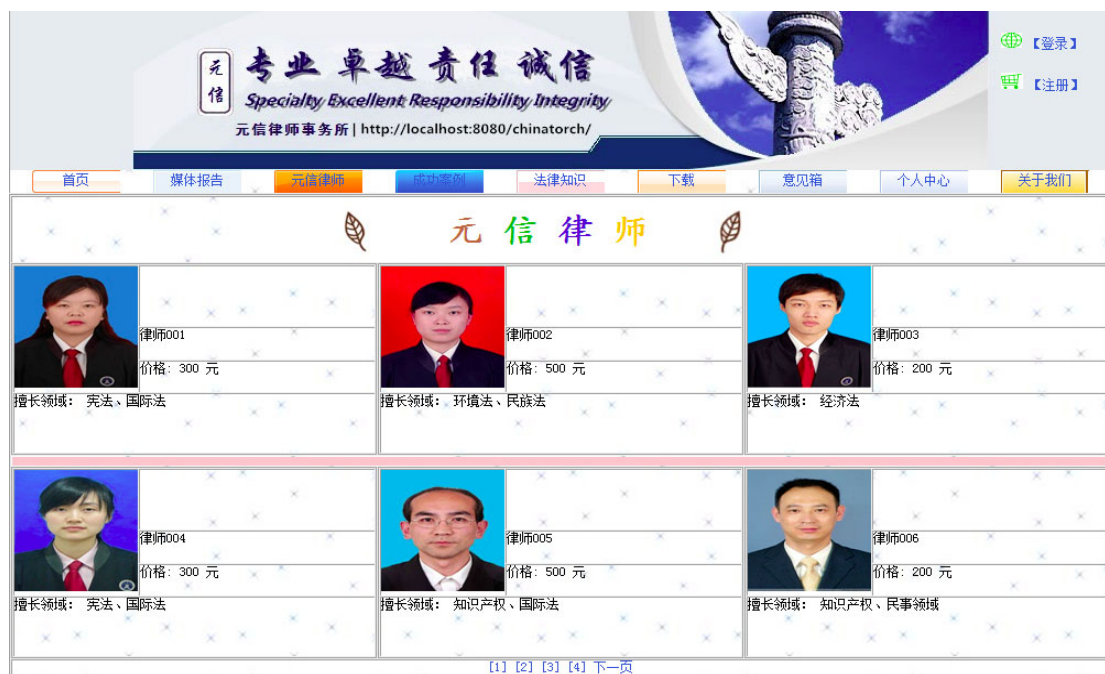 元信
专业 卓越 责任 诚信
Specialty Excellent Responsibility Integrity
元信律师事务所 | http://localhost:8080/chinatorch/
【登录】
【注册】
首页 媒体报告 元信律师 成功案例 法律知识 下载 意见箱 个人中心 关于我们
元信律师
律师001 律师002 律师003
价格: 300 元 价格: 500 元 价格: 200 元
擅长领域: 宪法、国际法 擅长领域: 环境法、民族法 擅长领域: 经济法
律师004 律师005 律师006
价格: 300 元 价格: 500 元 价格: 200 元
擅长领域: 宪法、国际法 擅长领域: 知识产权、国际法 擅长领域: 知识产权、民事领域
[1] [2] [3] [4] 下一页